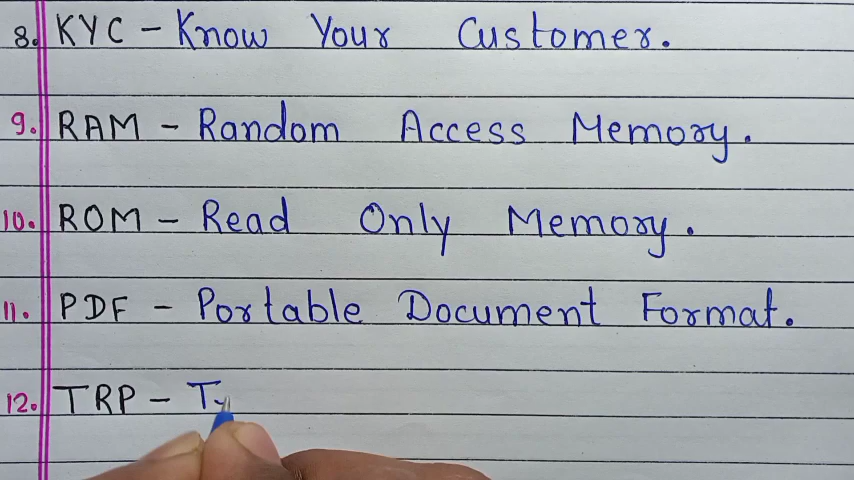 8. KYC - Know Your Customer.
9. RAM - Random Access Memory.
10. ROM - Read Only Memory.
11. PDF - Portable Document Format.
12. TRP - T